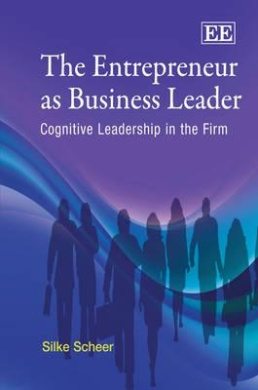 EE
The Entrepreneur
as Business Leader
Cognitive Leadership in the Firm
Silke Scheer